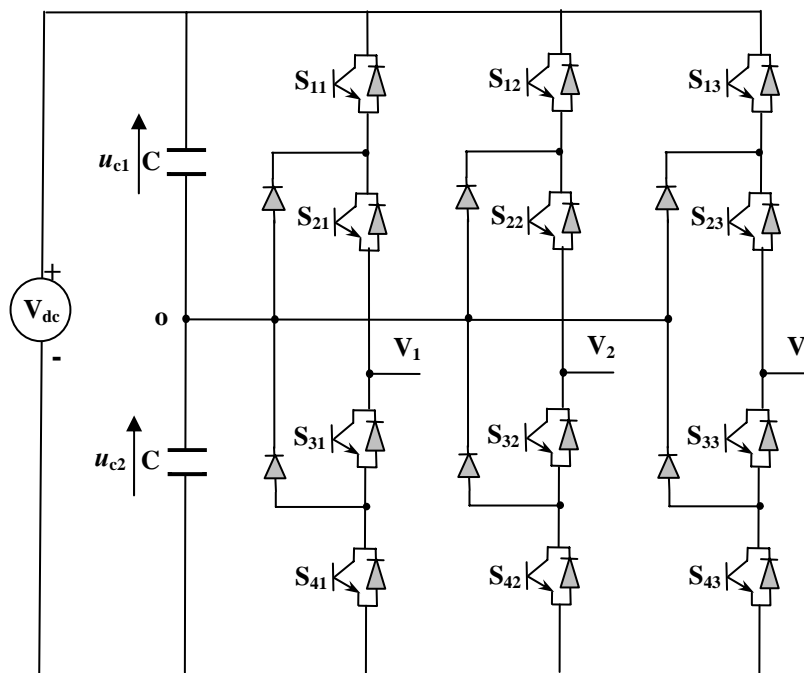 S11 S12 S13
uc1 C
S21 S22 S23
+
Vdc
o
-
V1 V2 V
uc2 C
S31 S32 S33
S41 S42 S43